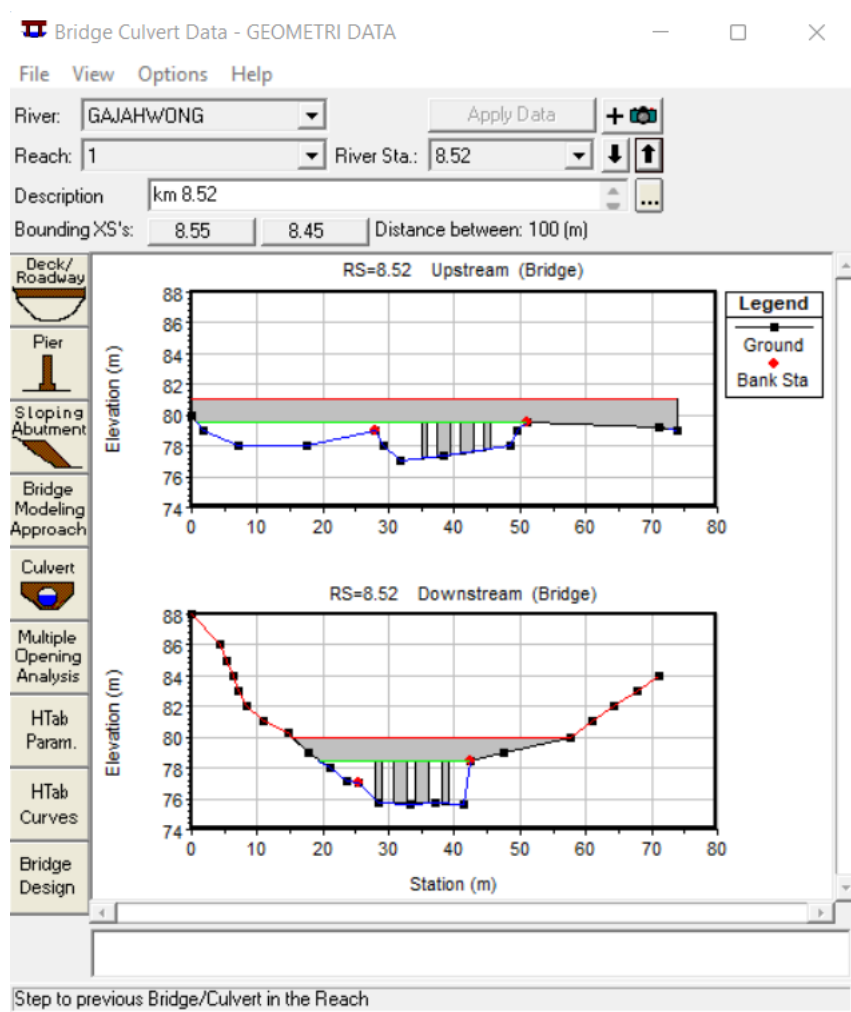 Bridge Culvert Data - GEOMETRI DATA
File View Options Help
River: GAJAHWONG Apply Data +
Reach: 1 River Sta.: 8.52
Description km 8.52 ...
Bounding XS's: 8.55 8.45 Distance between: 100 (m)
Deck/
Roadway
Pier
Sloping
Abutment
Bridge
Modeling
Approach
Culvert
Multiple
Opening
Analysis
HTab
Param.
HTab
Curves
Bridge
Design
RS=8.52 Upstream (Bridge)
88
86
84
82
80
78
76
74
Elevation (m)
0 10 20 30 40 50 60 70 80
Legend
Ground
Bank Sta
RS=8.52 Downstream (Bridge)
88
86
84
82
80
78
76
74
Elevation (m)
0 10 20 30 40 50 60 70 80
Station (m)
Step to previous Bridge/Culvert in the Reach